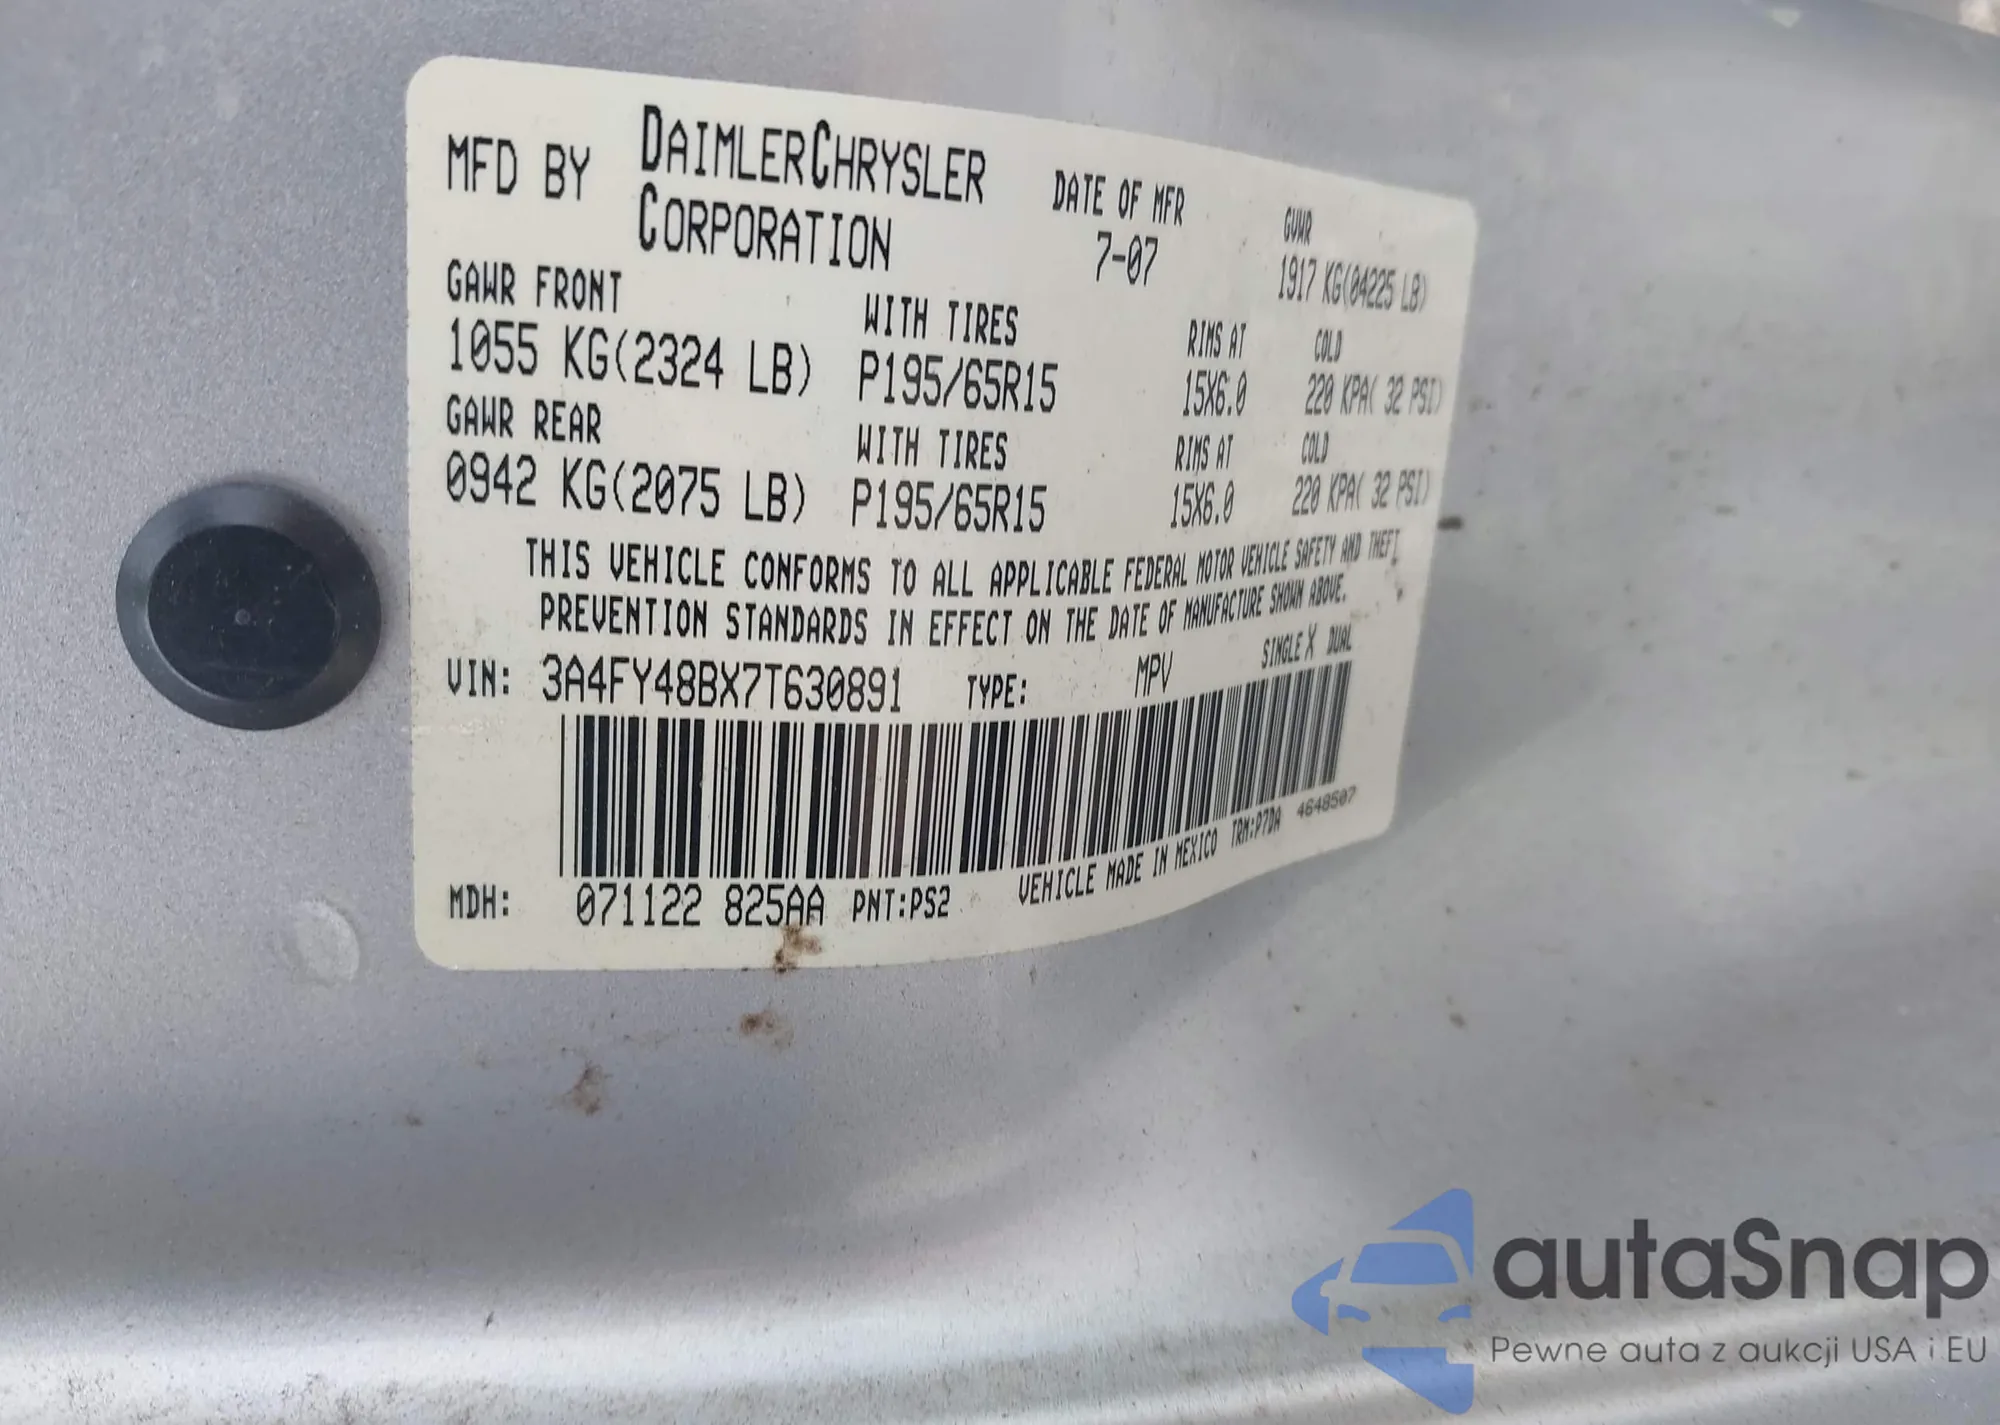 MFD BY DAIMLERCHRYSLER CORPORATION DATE OF MFR 7-07 GVWR 1917 KG(04225 LB)
GAWR FRONT WITH TIRES RIMS AT COLD
1055 KG(2324 LB) P195/65R15 15X6.0 220 KPA( 32 PSI)
GAWR REAR WITH TIRES RIMS AT COLD
0942 KG(2075 LB) P195/65R15 15X6.0 220 KPA( 32 PSI)
THIS VEHICLE CONFORMS TO ALL APPLICABLE FEDERAL MOTOR VEHICLE SAFETY AND THEFT
PREVENTION STANDARDS IN EFFECT ON THE DATE OF MANUFACTURE SHOWN ABOVE.
VIN: 3A4FY48BX7T630891 TYPE: MPV SINGLE X DUAL
MDH: 071122 825AA PNT:PS2 VEHICLE MADE IN MEXICO TRM:P7DA 4648507
autaSnap
Pewne auta z aukcji USA i EU